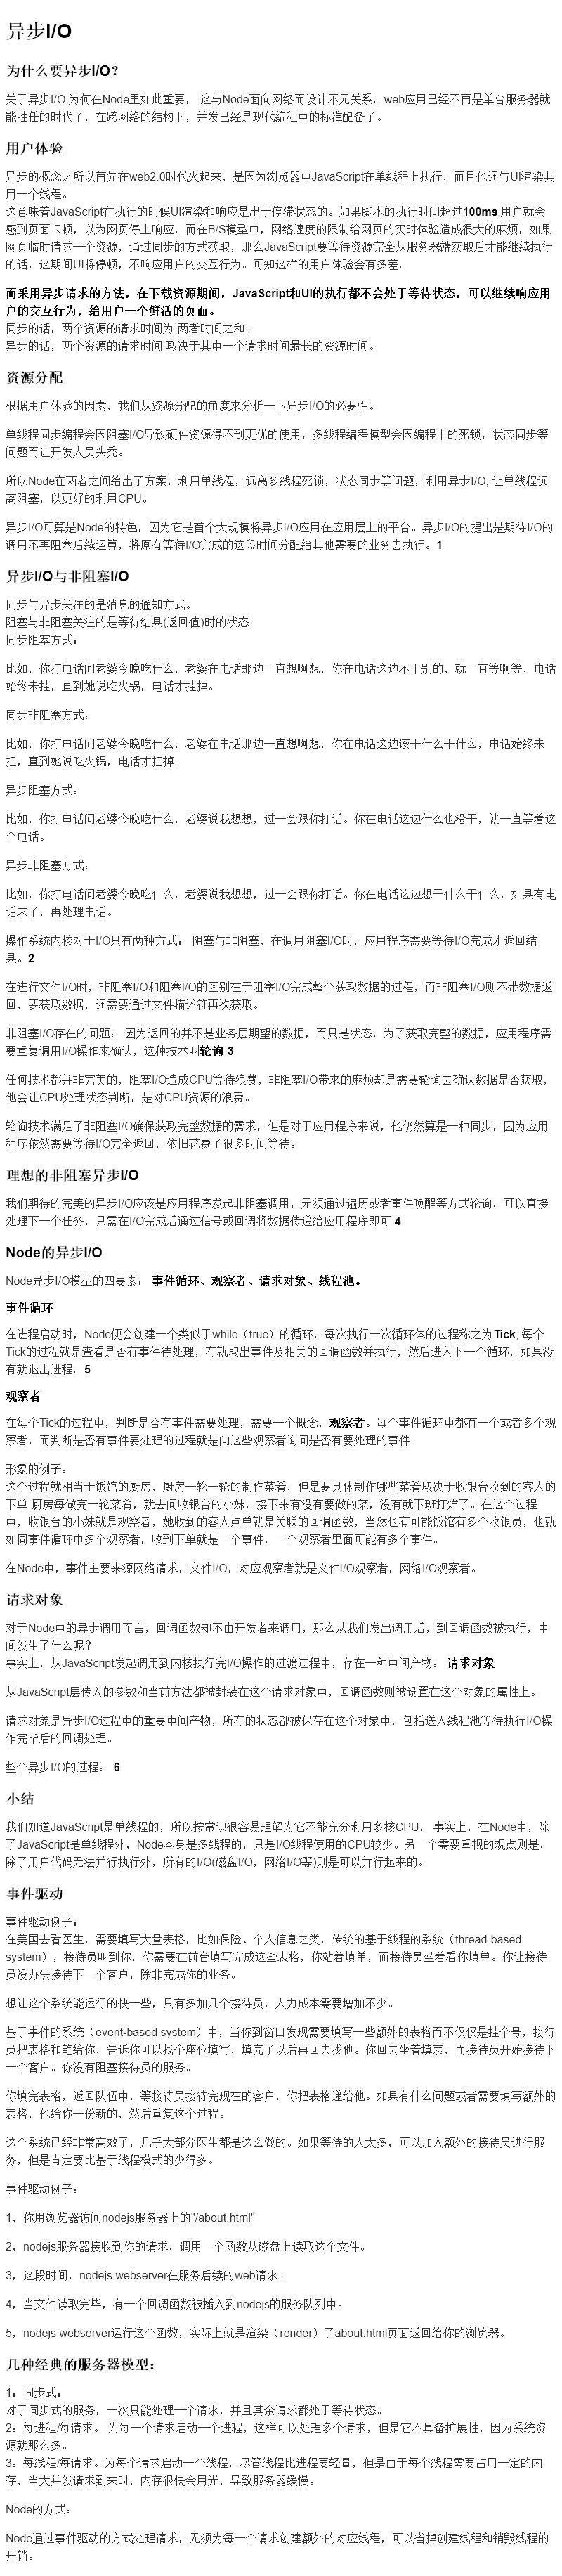 异步I/O
为什么要异步I/O？
关于异步I/O 为何在Node里如此重要， 这与Node面向网络而设计不无关系。web应用已经不再是单台服务器就
能胜任的时代了，在跨网络的结构下，并发已经是现代编程中的标准配备了。
用户体验
异步的概念之所以首先在web2.0时代火起来，是因为浏览器中JavaScript在单线程上执行，而且他还与UI渲染共
用一个线程。
这意味着JavaScript在执行的时候UI渲染和响应是出于停滞状态的。如果脚本的执行时间超过100ms,用户就会
感到页面卡顿，以为网页停止响应，而在B/S模型中，网络速度的限制给网页的实时体验造成很大的麻烦，如果
网页临时请求一个资源，通过同步的方式获取，那么JavaScript要等待资源完全从服务器端获取后才能继续执行
的话，这期间UI将停顿，不响应用户的交互行为。可知这样的用户体验会有多差。
而采用异步请求的方法，在下载资源期间，JavaScript和UI的执行都不会处于等待状态，可以继续响应用
户的交互行为，给用户一个鲜活的页面。
同步的话，两个资源的请求时间为 两者时间之和。
异步的话，两个资源的请求时间 取决于其中一个请求时间最长的资源时间。
资源分配
根据用户体验的因素，我们从资源分配的角度来分析一下异步I/O的必要性。
单线程同步编程会因阻塞I/O导致硬件资源得不到更优的使用，多线程编程模型会因编程中的死锁，状态同步等
问题而让开发人员头秃。
所以Node在两者之间给出了方案，利用单线程，远离多线程死锁，状态同步等问题，利用异步I/O, 让单线程远
离阻塞，以更好的利用CPU。
异步I/O可算是Node的特色，因为它是首个大规模将异步I/O应用在应用层上的平台。异步I/O的提出是期待I/O的
调用不再阻塞后续运算，将原有等待I/O完成的这段时间分配给其他需要的业务去执行。1
异步I/O与非阻塞I/O
同步与异步关注的是消息的通知方式。
阻塞与非阻塞关注的是等待结果(返回值)时的状态
同步阻塞方式：
比如，你打电话问老婆今晚吃什么，老婆在电话那边一直想啊想，你在电话这边不干别的，就一直等啊等，电话
始终未挂，直到她说吃火锅，电话才挂掉。
同步非阻塞方式：
比如，你打电话问老婆今晚吃什么，老婆在电话那边一直想啊想，你在电话这边该干什么干什么，电话始终未
挂，直到她说吃火锅，电话才挂掉。
异步阻塞方式：
比如，你打电话问老婆今晚吃什么，老婆说我想想，过一会跟你打话。你在电话这边什么也没干，就一直等着这
个电话。
异步非阻塞方式：
比如，你打电话问老婆今晚吃什么，老婆说我想想，过一会跟你打话。你在电话这边想干什么干什么，如果有电
话来了，再处理电话。
操作系统内核对于I/O只有两种方式： 阻塞与非阻塞，在调用阻塞I/O时，应用程序需要等待I/O完成才返回结
果。2
在进行文件I/O时，非阻塞I/O和阻塞I/O的区别在于阻塞I/O完成整个获取数据的过程，而非阻塞I/O则不带数据返
回，要获取数据，还需要通过文件描述符再次获取。
非阻塞I/O存在的问题： 因为返回的并不是业务层期望的数据，而只是状态，为了获取完整的数据，应用程序需
要重复调用I/O操作来确认，这种技术叫轮询 3
任何技术都并非完美的，阻塞I/O造成CPU等待浪费，非阻塞I/O带来的麻烦却是需要轮询去确认数据是否获取，
他会让CPU处理状态判断，是对CPU资源的浪费。
轮询技术满足了非阻塞I/O确保获取完整数据的需求，但是对于应用程序来说，他仍然算是一种同步，因为应用
程序依然需要等待I/O完全返回，依旧花费了很多时间等待。
理想的非阻塞异步I/O
我们期待的完美的异步I/O应该是应用程序发起非阻塞调用，无须通过遍历或者事件唤醒等方式轮询，可以直接
处理下一个任务，只需在I/O完成后通过信号或回调将数据传递给应用程序即可 4
Node的异步I/O
Node异步I/O模型的四要素： 事件循环、观察者、请求对象、线程池。
事件循环
在进程启动时，Node便会创建一个类似于while（true）的循环，每次执行一次循环体的过程称之为 Tick, 每个
Tick的过程就是查看是否有事件待处理，有就取出事件及相关的回调函数并执行，然后进入下一个循环，如果没
有就退出进程。5
观察者
在每个Tick的过程中，判断是否有事件需要处理，需要一个概念，观察者。每个事件循环中都有一个或者多个观
察者，而判断是否有事件要处理的过程就是向这些观察者询问是否有要处理的事件。
形象的例子：
这个过程就相当于饭馆的厨房，厨房一轮一轮的制作菜肴，但是要具体制作哪些菜肴取决于收银台收到的客人的
下单,厨房每做完一轮菜肴，就去问收银台的小妹，接下来有没有要做的菜，没有就下班打烊了。在这个过程
中，收银台的小妹就是观察者，她收到的客人点单就是关联的回调函数，当然也有可能饭馆有多个收银员，也就
如同事件循环中多个观察者，收到下单就是一个事件，一个观察者里面可能有多个事件。
在Node中，事件主要来源网络请求，文件I/O，对应观察者就是文件I/O观察者，网络I/O观察者。
请求对象
对于Node中的异步调用而言，回调函数却不由开发者来调用，那么从我们发出调用后，到回调函数被执行，中
间发生了什么呢？
事实上，从JavaScript发起调用到内核执行完I/O操作的过渡过程中，存在一种中间产物： 请求对象
从JavaScript层传入的参数和当前方法都被封装在这个请求对象中，回调函数则被设置在这个对象的属性上。
请求对象是异步I/O过程中的重要中间产物，所有的状态都被保存在这个对象中，包括送入线程池等待执行I/O操
作完毕后的回调处理。
整个异步I/O的过程： 6
小结
我们知道JavaScript是单线程的，所以按常识很容易理解为它不能充分利用多核CPU， 事实上，在Node中，除
了JavaScript是单线程外，Node本身是多线程的，只是I/O线程使用的CPU较少。另一个需要重视的观点则是，
除了用户代码无法并行执行外，所有的I/O(磁盘I/O，网络I/O等)则是可以并行起来的。
事件驱动
事件驱动例子：
在美国去看医生，需要填写大量表格，比如保险、个人信息之类，传统的基于线程的系统（thread-based
system），接待员叫到你，你需要在前台填写完成这些表格，你站着填单，而接待员坐着看你填单。你让接待
员没办法接待下一个客户，除非完成你的业务。
想让这个系统能运行的快一些，只有多加几个接待员，人力成本需要增加不少。
基于事件的系统（event-based system）中，当你到窗口发现需要填写一些额外的表格而不仅仅是挂个号，接待
员把表格和笔给你，告诉你可以找个座位填写，填完了以后再回去找他。你回去坐着填表，而接待员开始接待下
一个客户。你没有阻塞接待员的服务。
你填完表格，返回队伍中，等接待员接待完现在的客户，你把表格递给他。如果有什么问题或者需要填写额外的
表格，他给你一份新的，然后重复这个过程。
这个系统已经非常高效了，几乎大部分医生都是这么做的。如果等待的人太多，可以加入额外的接待员进行服
务，但是肯定要比基于线程模式的少得多。
事件驱动例子：
1，你用浏览器访问nodejs服务器上的"/about.html"
2，nodejs服务器接收到你的请求，调用一个函数从磁盘上读取这个文件。
3，这段时间，nodejs webserver在服务后续的web请求。
4，当文件读取完毕，有一个回调函数被插入到nodejs的服务队列中。
5，nodejs webserver运行这个函数，实际上就是渲染（render）了about.html页面返回给你的浏览器。
几种经典的服务器模型：
1：同步式：
对于同步式的服务，一次只能处理一个请求，并且其余请求都处于等待状态。
2：每进程/每请求。 为每一个请求启动一个进程，这样可以处理多个请求，但是它不具备扩展性，因为系统资
源就那么多。
3：每线程/每请求。为每个请求启动一个线程，尽管线程比进程要轻量，但是由于每个线程需要占用一定的内
存，当大并发请求到来时，内存很快会用光，导致服务器缓慢。
Node的方式：
Node通过事件驱动的方式处理请求，无须为每一个请求创建额外的对应线程，可以省掉创建线程和销毁线程的
开销。